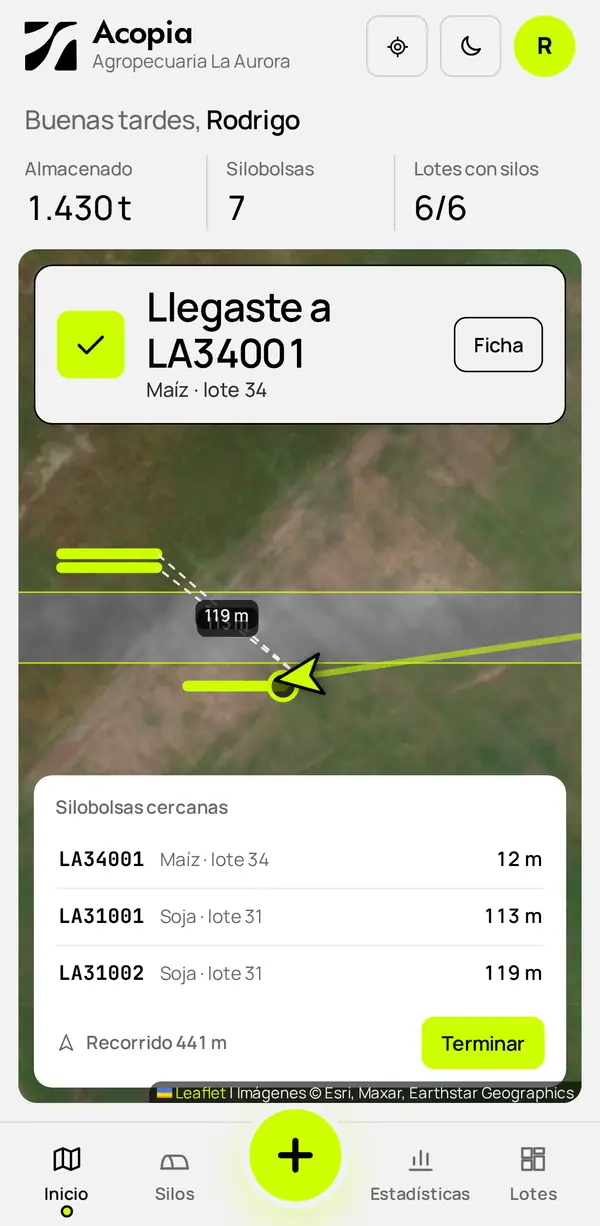 Acopia
Agropecuaria La Aurora
R
Buenas tardes, Rodrigo
Almacenado
Silobolsas
Lotes con silos
1.430 t
7
6/6
Llegaste a
LA34001
Maíz · lote 34
Ficha
119 m
Silobolsas cercanas
LA34001 Maíz · lote 34 12 m
LA31001 Soja · lote 31 113 m
LA31002 Soja · lote 31 119 m
Recorrido 441 m
Terminar
Leaflet | Imágenes © Esri, Maxar, Earthstar Geographics
Inicio
Silos
Estadísticas
Lotes